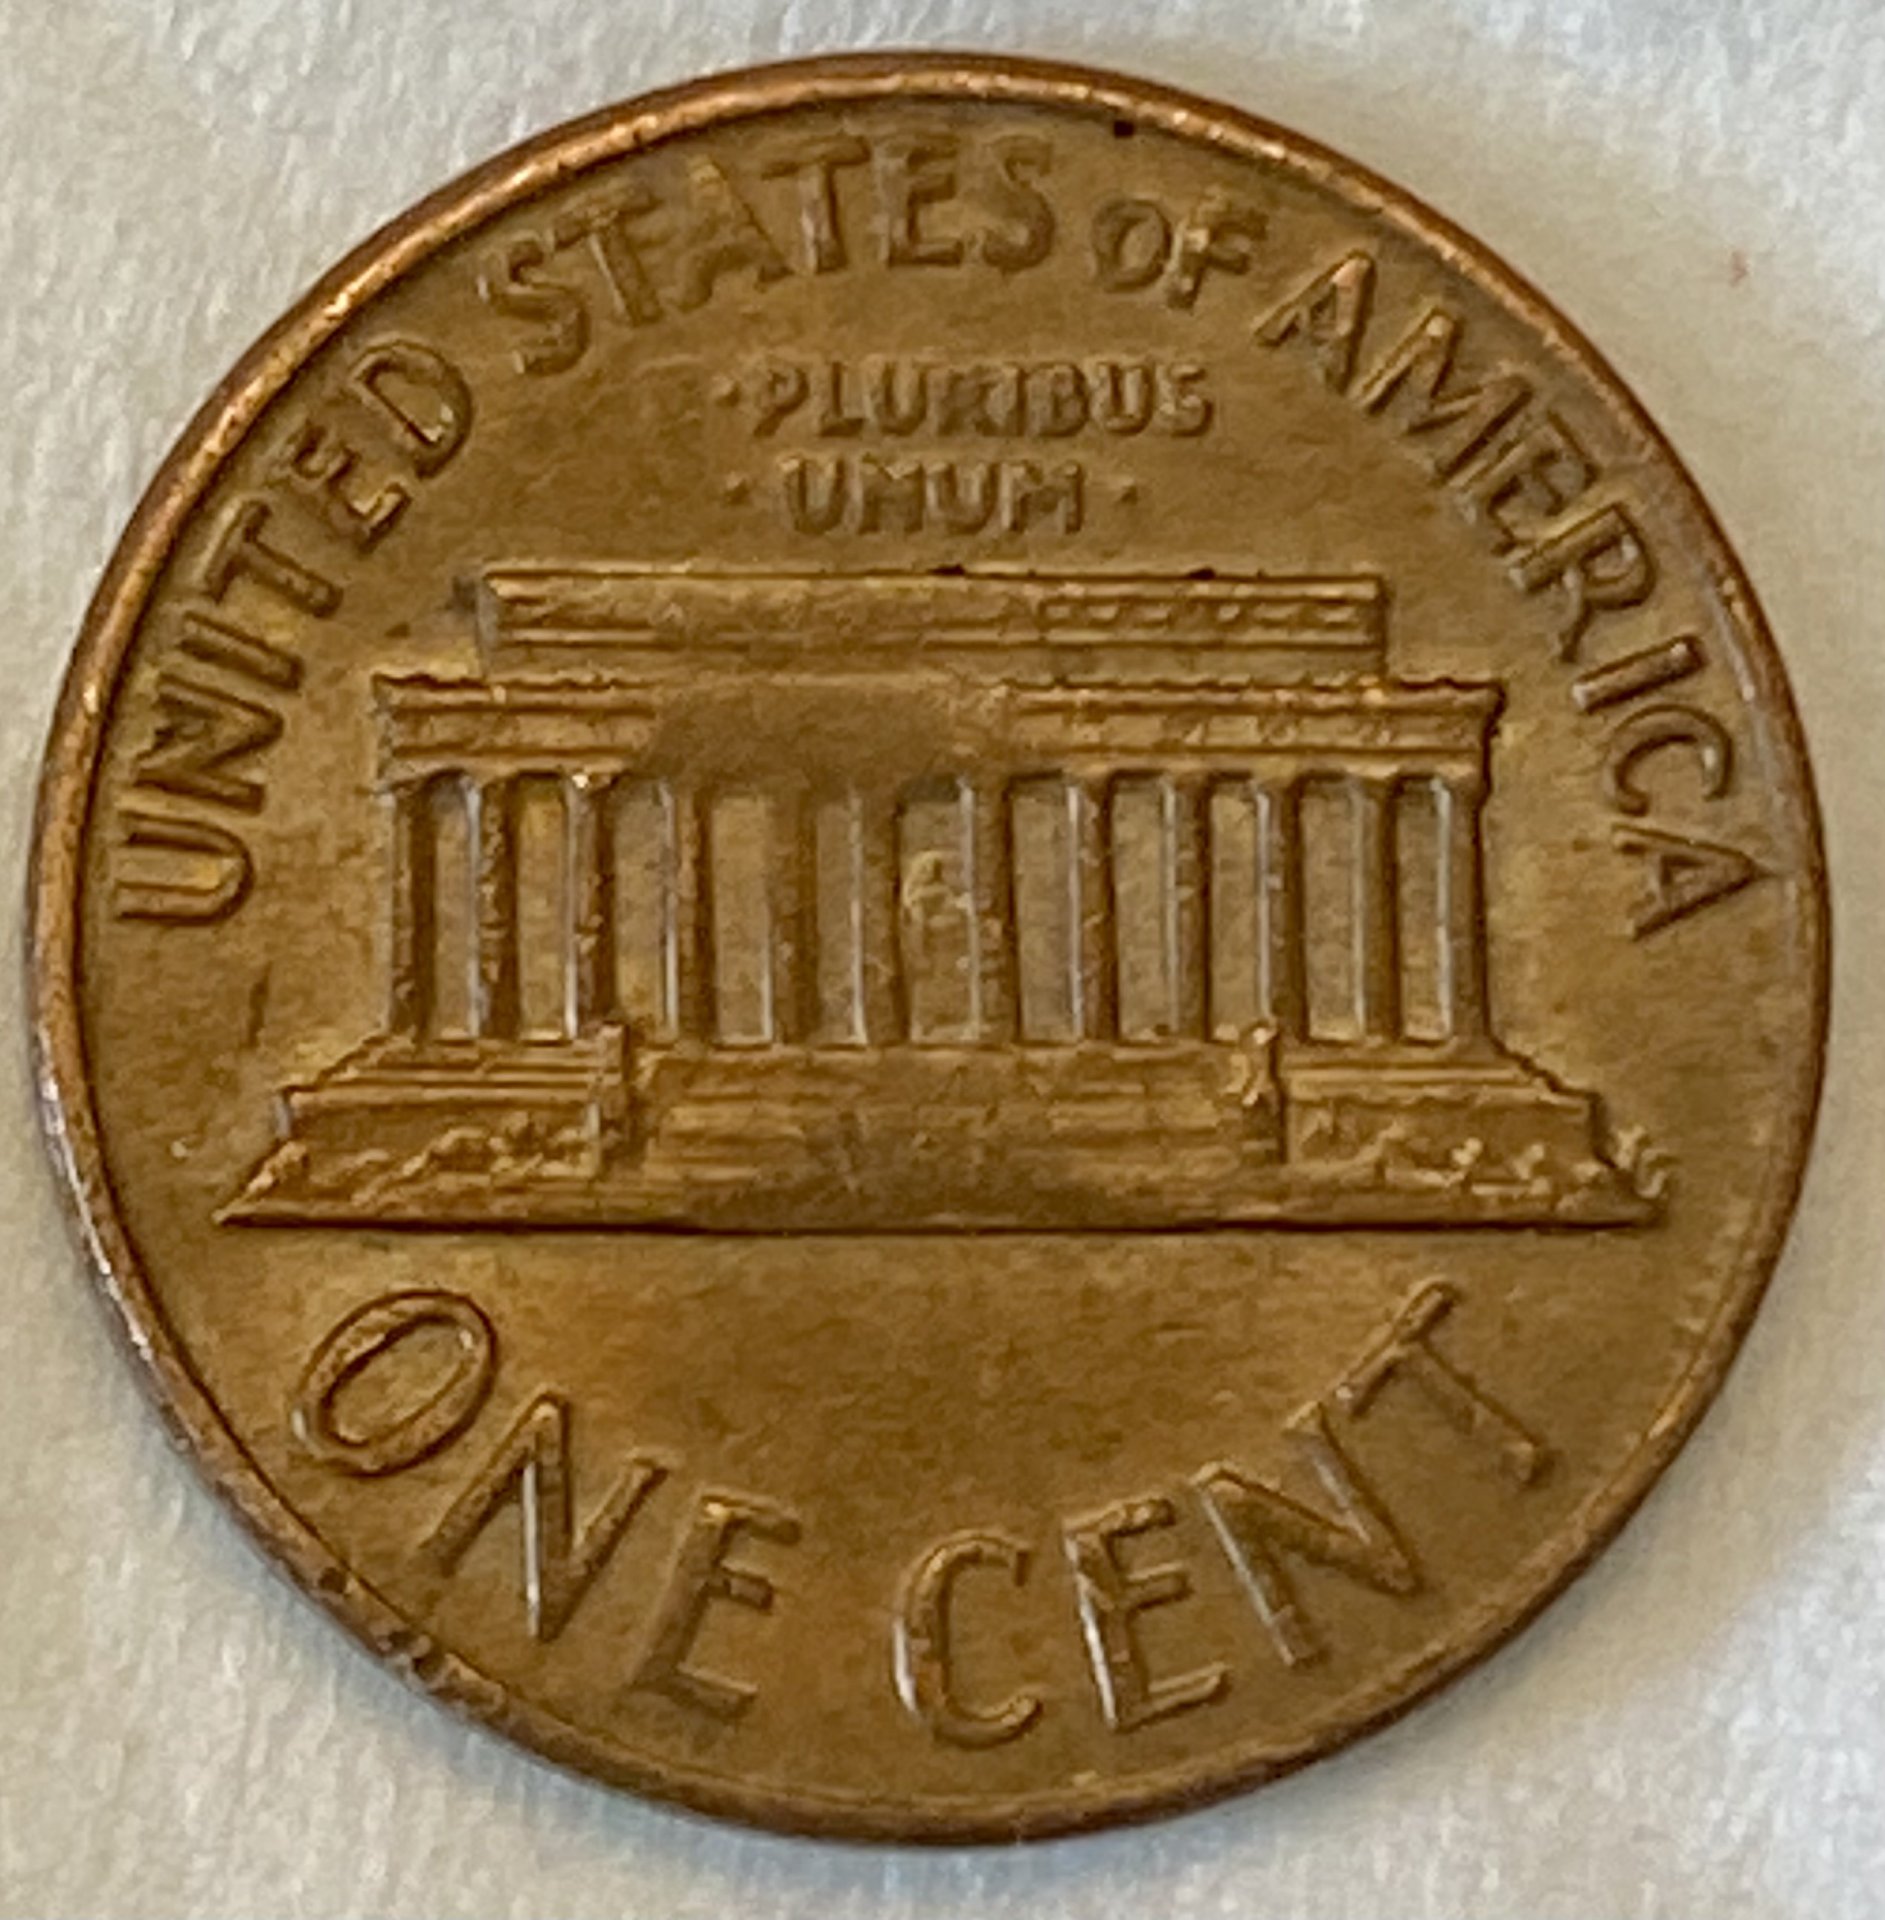 UNITED STATES OF AMERICA
·PLURIBUS
·UNUM·
ONE CENT